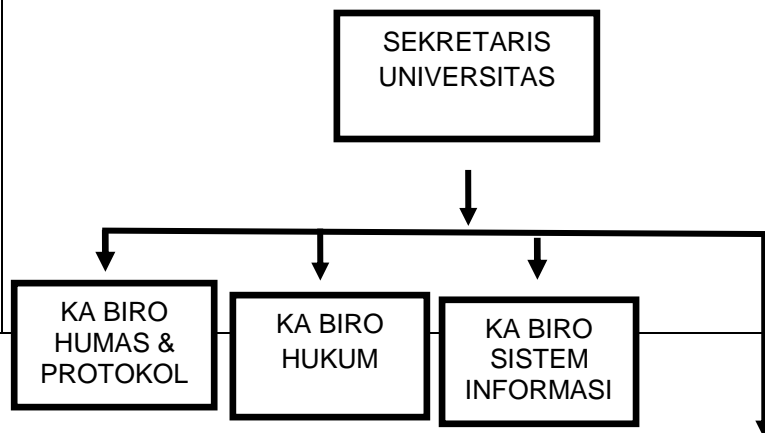 SEKRETARIS
UNIVERSITAS
KA BIRO
HUMAS &
PROTOKOL
KA BIRO
HUKUM
KA BIRO
SISTEM
INFORMASI